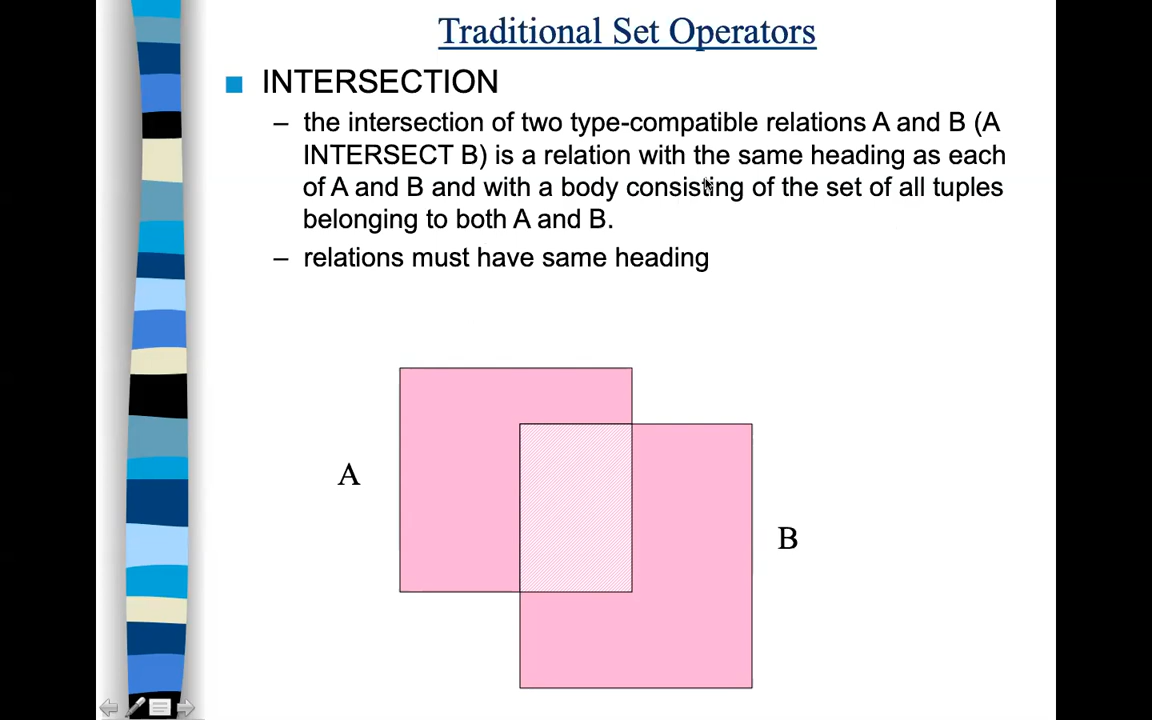 Traditional Set Operators
INTERSECTION
– the intersection of two type-compatible relations A and B (A
INTERSECT B) is a relation with the same heading as each
of A and B and with a body consisting of the set of all tuples
belonging to both A and B.
– relations must have same heading
A
B